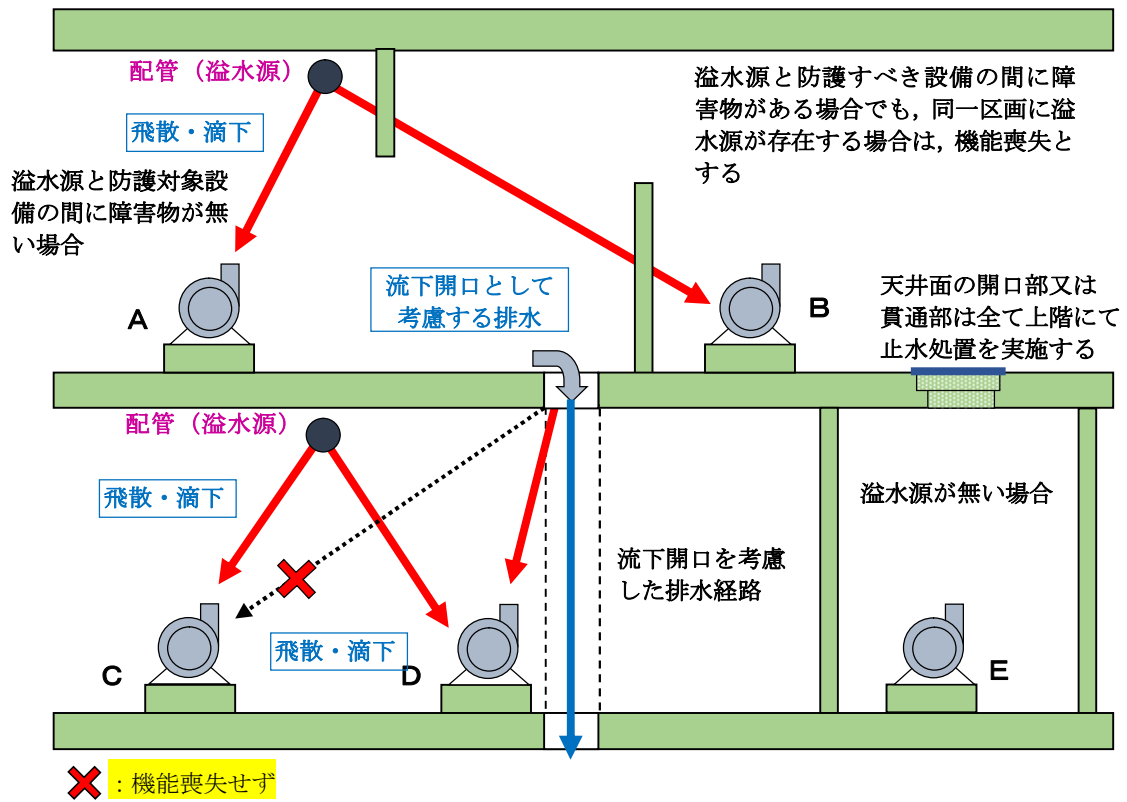 配管（溢水源）
飛散・滴下
溢水源と防護対象設
備の間に障害物が無
い場合
溢水源と防護すべき設備の間に障
害物がある場合でも，同一区画に溢
水源が存在する場合は，機能喪失と
する
A
流下開口として
考慮する排水
B
天井面の開口部又は
貫通部は全て上階にて
止水処置を実施する
配管（溢水源）
飛散・滴下
溢水源が無い場合
流下開口を考慮
した排水経路
飛散・滴下
C
D
E
：機能喪失せず